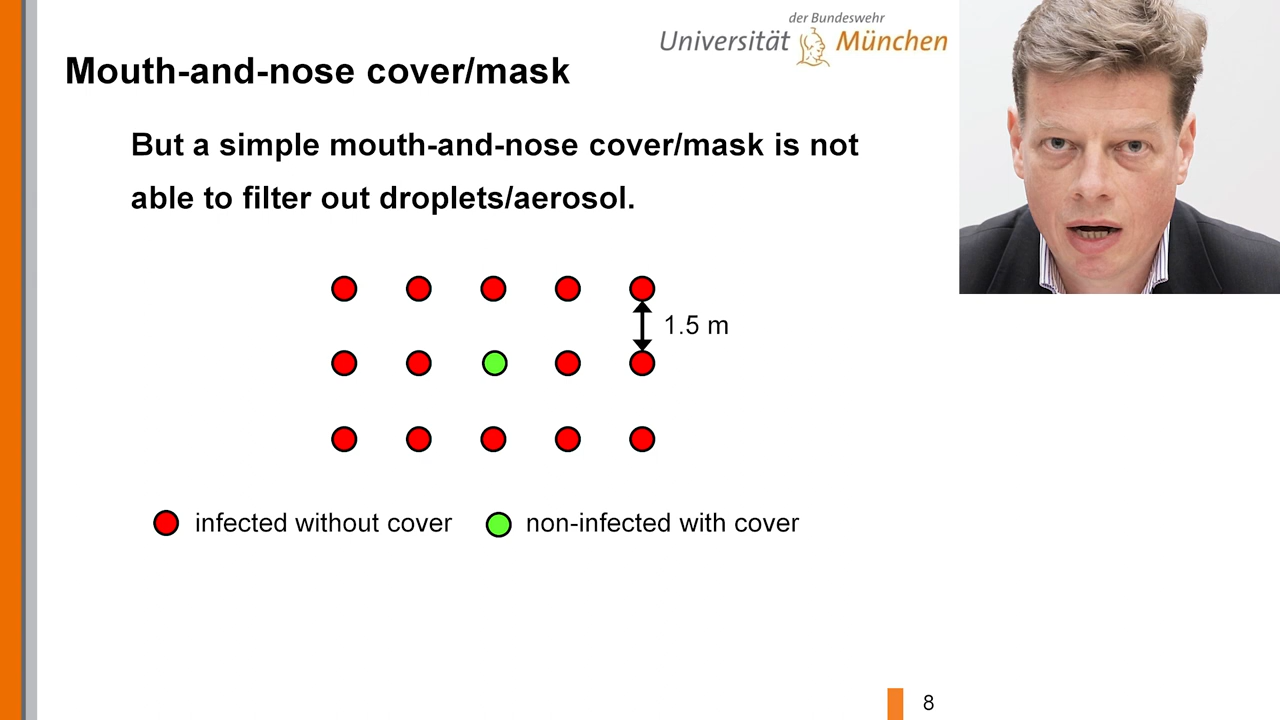 der Bundeswehr
Universität München
Mouth-and-nose cover/mask
But a simple mouth-and-nose cover/mask is not
able to filter out droplets/aerosol.
1.5 m
infected without cover
non-infected with cover
8